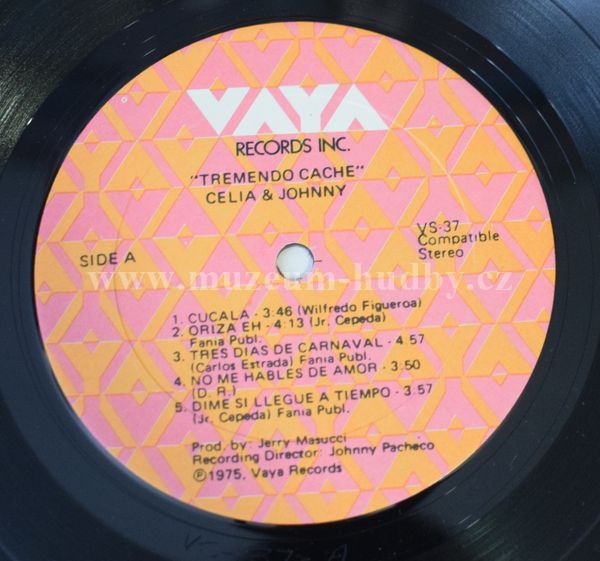 VAYA
RECORDS INC.
"TREMENDO CACHE"
CELIA & JOHNNY
VS-37
Compatible
Stereo
SIDE A
www.muzeum-hudby.cz
1. CUCALA - 3:46 (Wilfredo Figueroa)
2. ORIZA EH - 4:13 (Jr. Cepeda)
Fania Publ.
3. TRES DIAS DE CARNAVAL - 4:57
(Carlos Estrada) Fania Publ.
4. NO ME HABLES DE AMOR - 3:50
(D. R.)
5. DIME SI LLEGUE A TIEMPO - 3:57
(Jr. Cepeda) Fania Publ.
Prod. by: Jerry Masucci
Recording Director: Johnny Pacheco
Ⓟ1975, Vaya Records